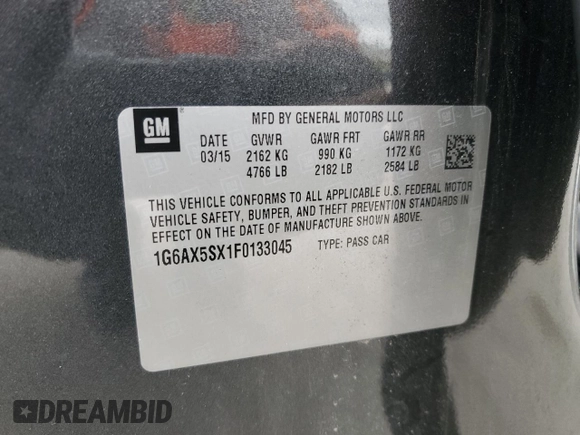 GM
MFD BY GENERAL MOTORS LLC
DATE GVWR GAWR FRT GAWR RR
03/15 2162 KG 990 KG 1172 KG
4766 LB 2182 LB 2584 LB
THIS VEHICLE CONFORMS TO ALL APPLICABLE U.S. FEDERAL MOTOR
VEHICLE SAFETY, BUMPER, AND THEFT PREVENTION STANDARDS IN
EFFECT ON THE DATE OF MANUFACTURE SHOWN ABOVE.
1G6AX5SX1F0133045 TYPE: PASS CAR
DREAMBID